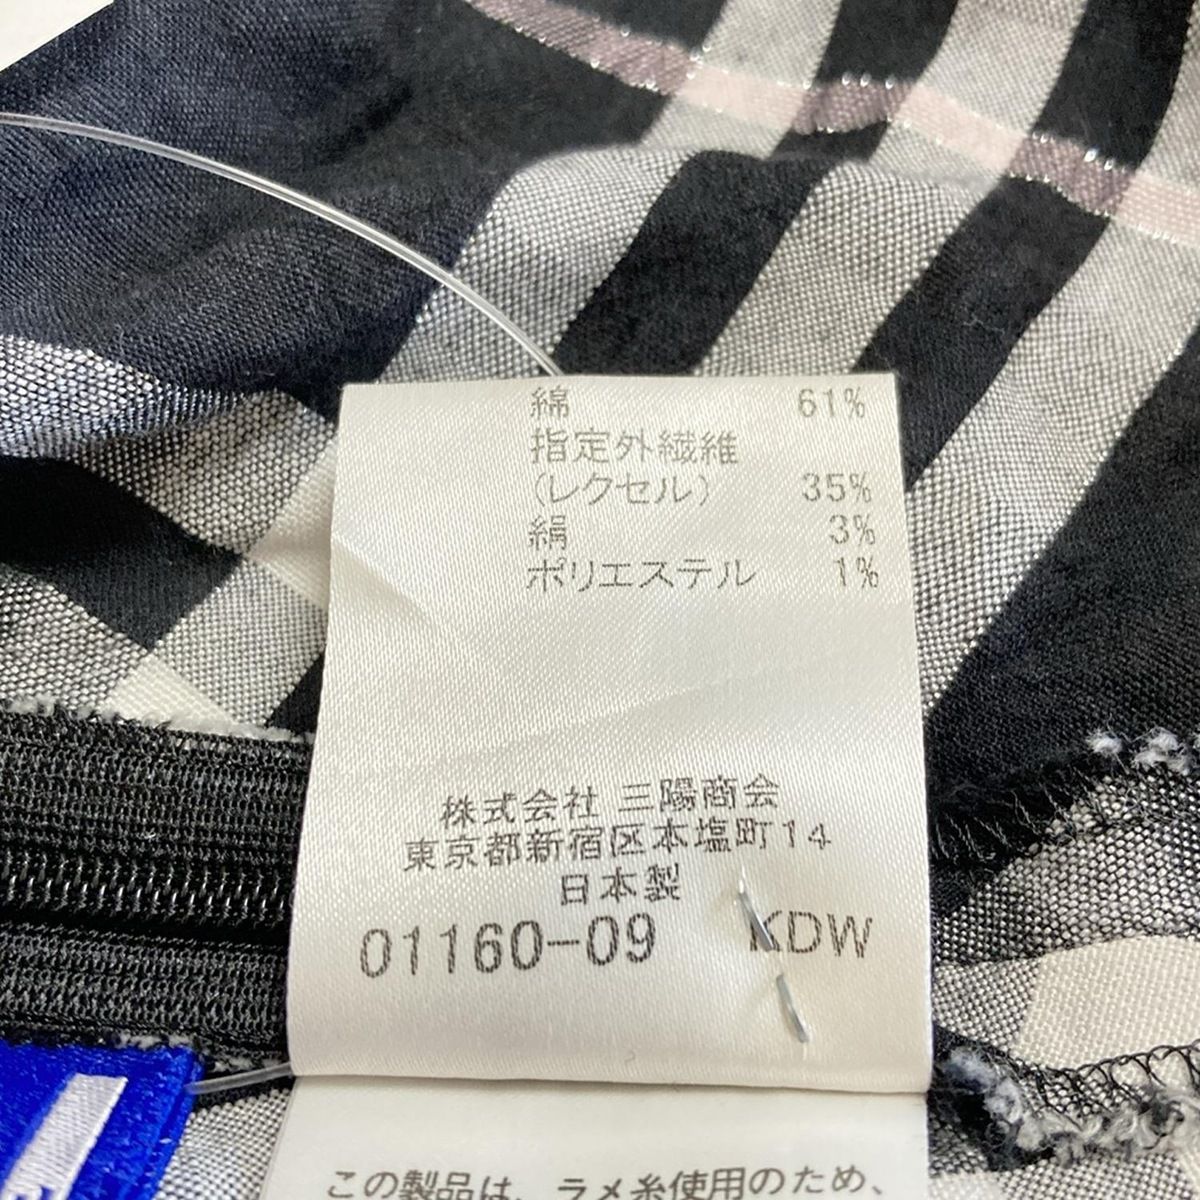 綿 61%
指定外繊維
(レクセル) 35%
絹 3%
ポリエステル 1%
株式会社 三陽商会
東京都新宿区本塩町14
日本製
01160-09 KDW
この製品は、ラメ糸使用のため、